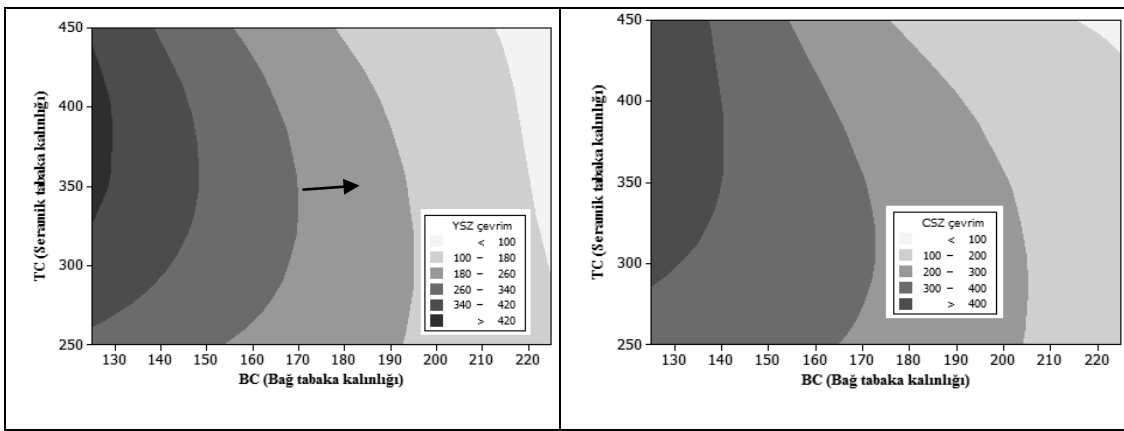 450
400
350
300
250
TC (Seramik tabaka kalınlığı)
130 140 150 160 170 180 190 200 210 220
BC (Bağ tabaka kalınlığı)
YSZ çevrim
< 100
100 – 180
180 – 260
260 – 340
340 – 420
> 420
450
400
350
300
250
TC (Seramik tabaka kalınlığı)
130 140 150 160 170 180 190 200 210 220
BC (Bağ tabaka kalınlığı)
CSZ çevrim
< 100
100 – 200
200 – 300
300 – 400
> 400